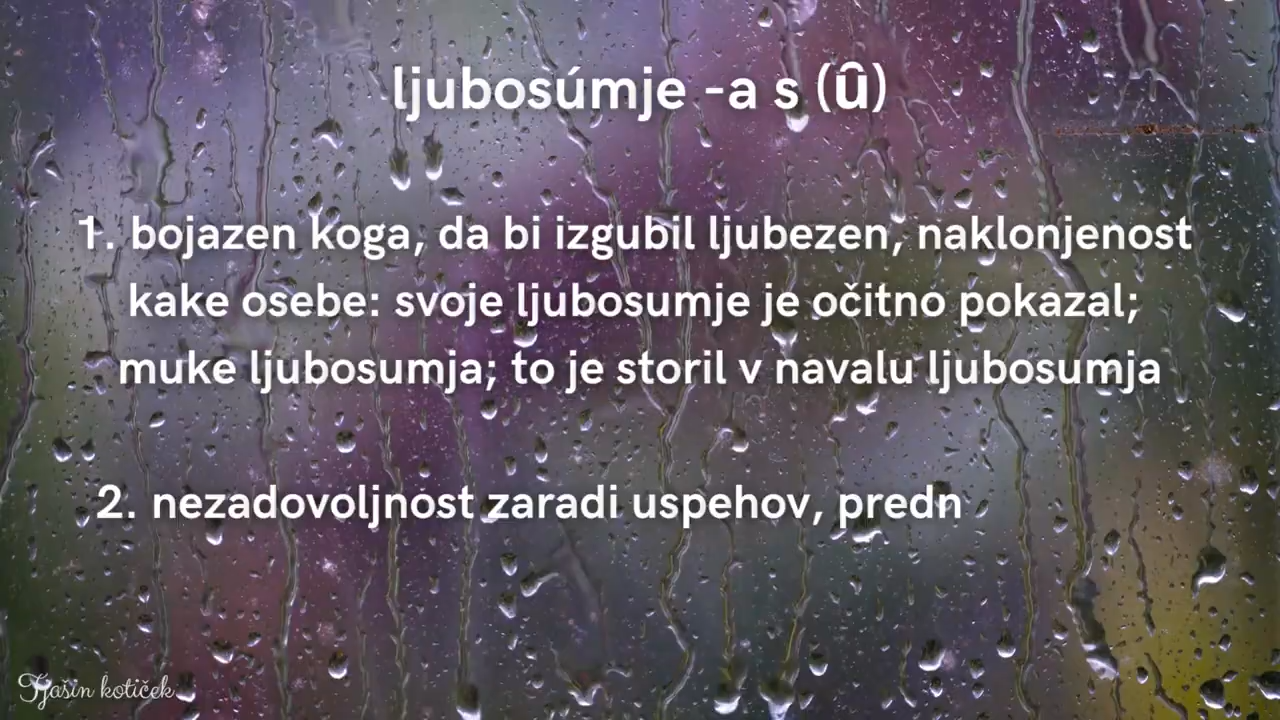 ljubosúmje -a s (ȗ)
1. bojazen koga, da bi izgubil ljubezen, naklonjenost
kake osebe: svoje ljubosumje je očitno pokazal;
muke ljubosumja; to je storil v navalu ljubosumja
2. nezadovoljnost zaradi uspehov, predn
Tjašin kotiček